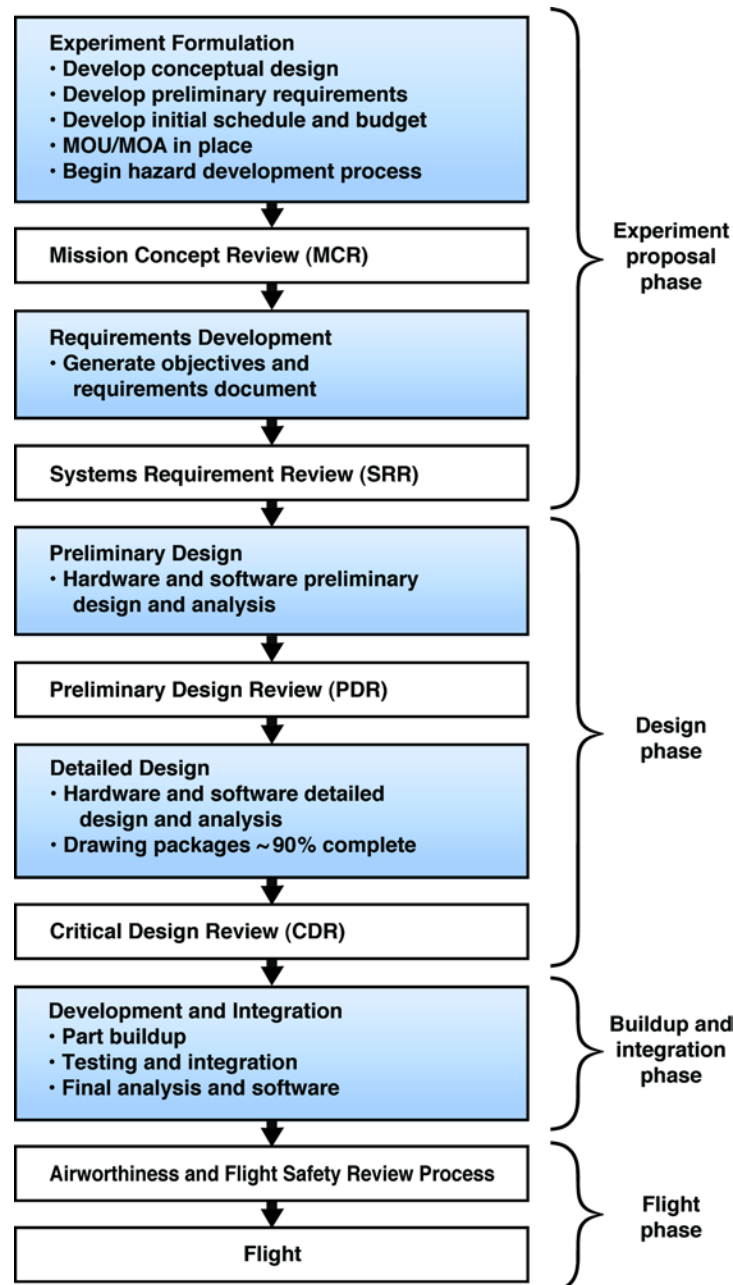 Experiment Formulation
· Develop conceptual design
· Develop preliminary requirements
· Develop initial schedule and budget
· MOU/MOA in place
· Begin hazard development process
Mission Concept Review (MCR)
Requirements Development
· Generate objectives and
requirements document
Systems Requirement Review (SRR)
Experiment
proposal
phase
Preliminary Design
· Hardware and software preliminary
design and analysis
Preliminary Design Review (PDR)
Detailed Design
· Hardware and software detailed
design and analysis
· Drawing packages ~90% complete
Critical Design Review (CDR)
Design
phase
Development and Integration
· Part buildup
· Testing and integration
· Final analysis and software
Buildup and
integration
phase
Airworthiness and Flight Safety Review Process
Flight
Flight
phase